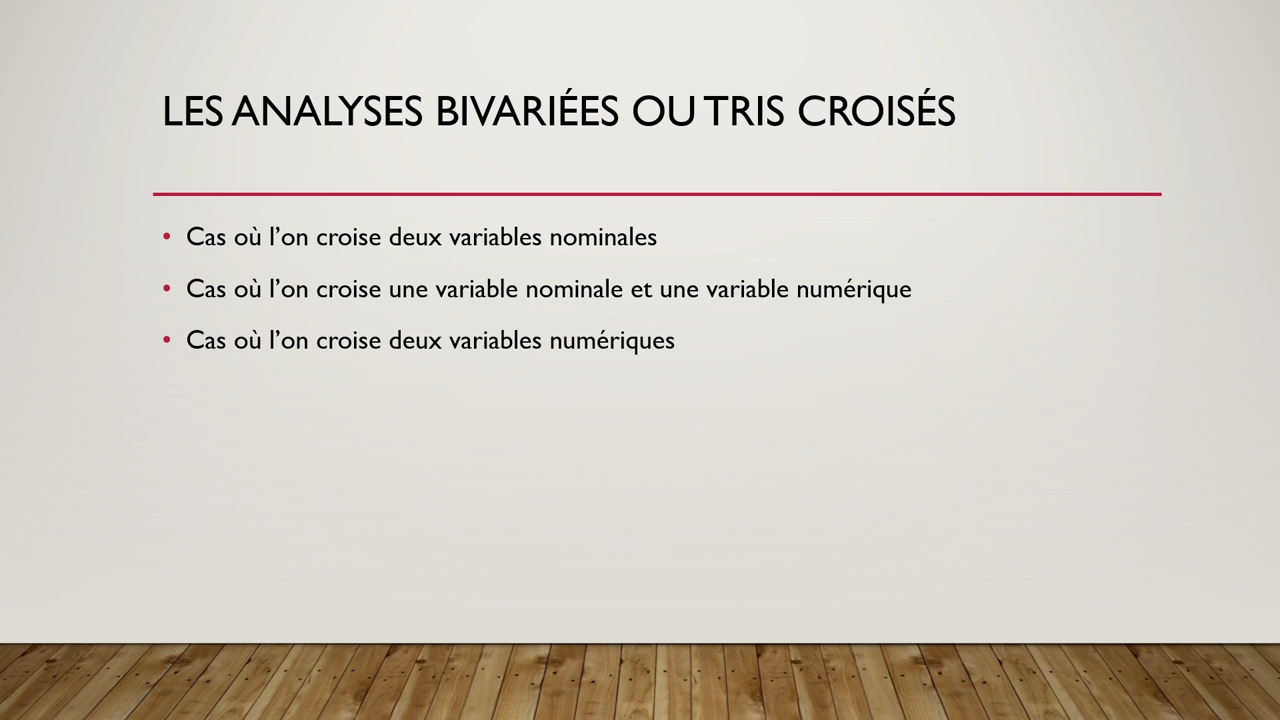 LES ANALYSES BIVARIÉES OU TRIS CROISÉS
• Cas où l’on croise deux variables nominales
• Cas où l’on croise une variable nominale et une variable numérique
• Cas où l’on croise deux variables numériques